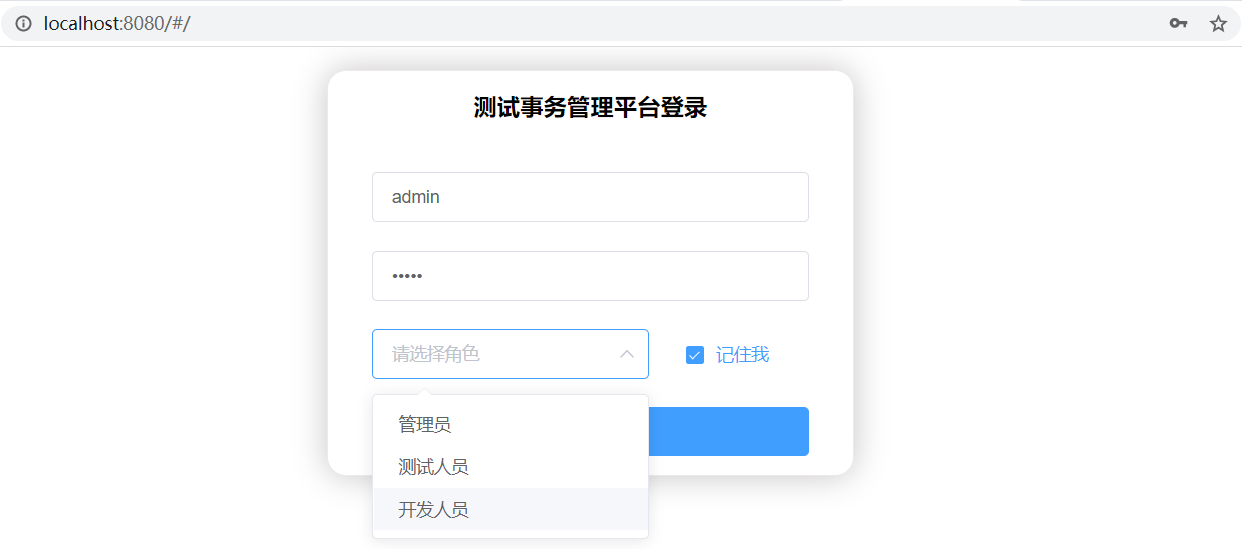 localhost:8080/#/
测试事务管理平台登录
admin
•••••
请选择角色
记住我
管理员
测试人员
开发人员